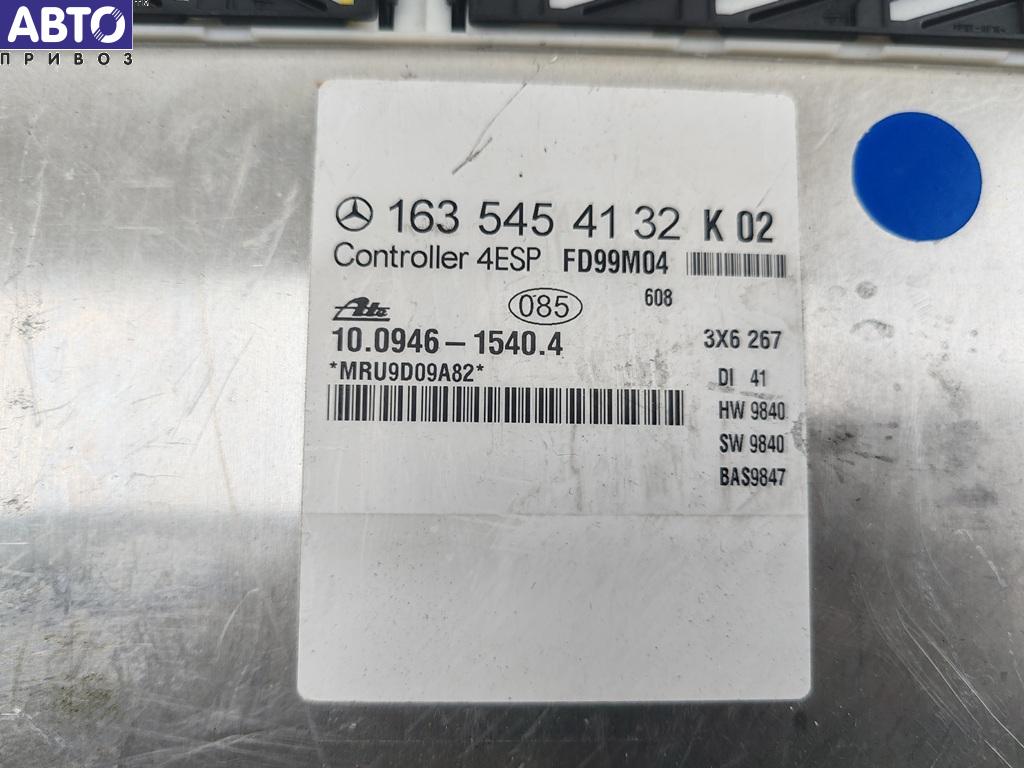 АВТО
ПРИВОЗ
163 545 41 32 K 02
Controller 4ESP FD99M04
Ate 085 608
10.0946-1540.4 3X6 267
*MRU9D09A82*
DI 41
HW 9840
SW 9840
BAS9847